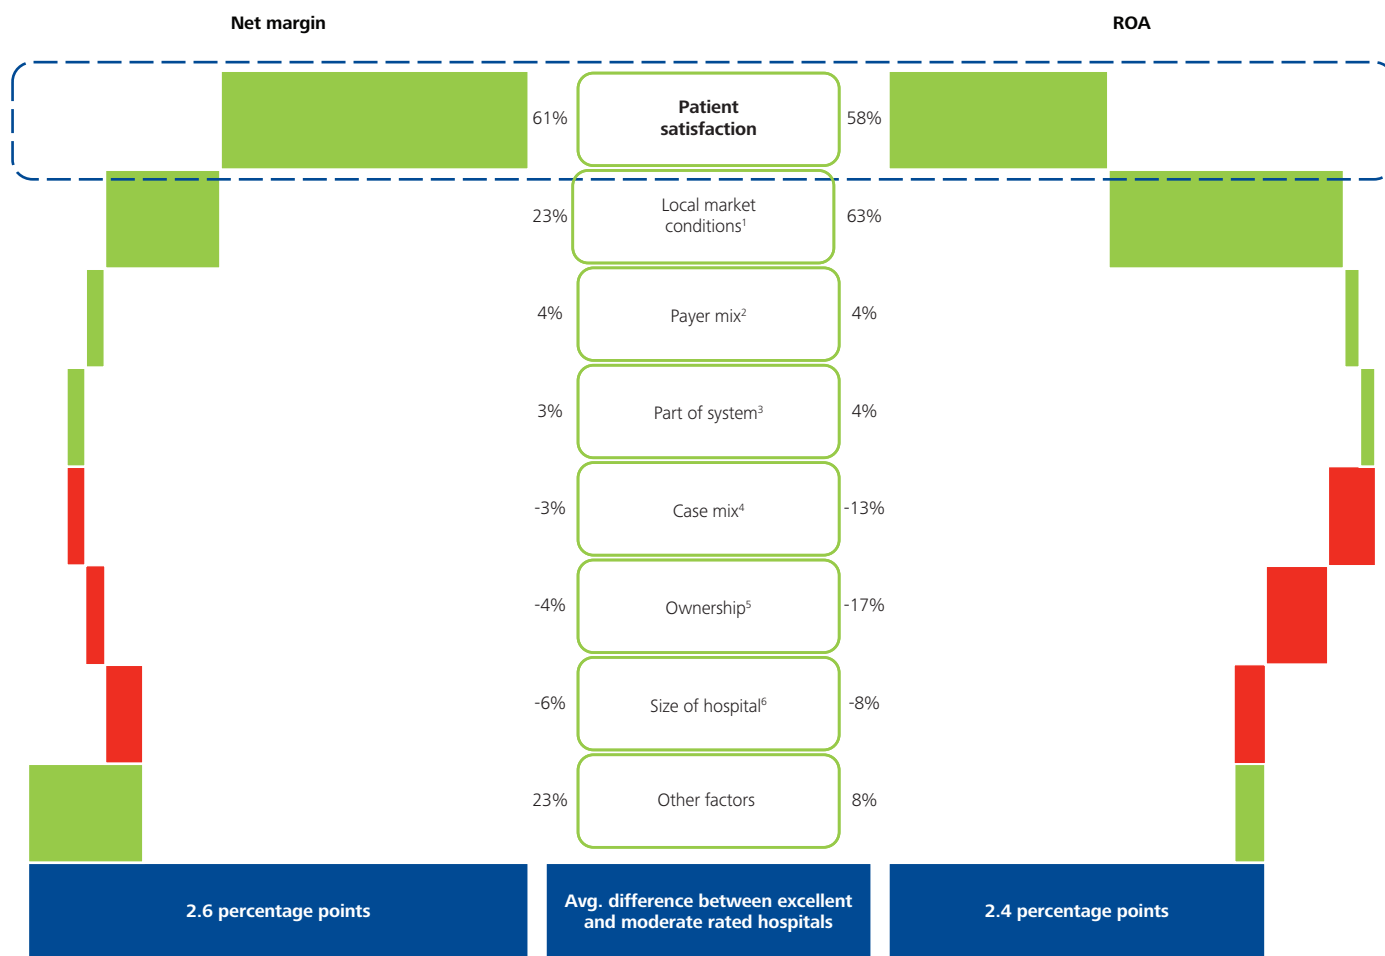 Net margin
ROA
61%
Patient
satisfaction
58%
23%
Local market
conditions¹
63%
4%
Payer mix²
4%
3%
Part of system³
4%
-3%
Case mix⁴
-13%
-4%
Ownership⁵
-17%
-6%
Size of hospital⁶
-8%
23%
Other factors
8%
2.6 percentage points
Avg. difference between excellent
and moderate rated hospitals
2.4 percentage points